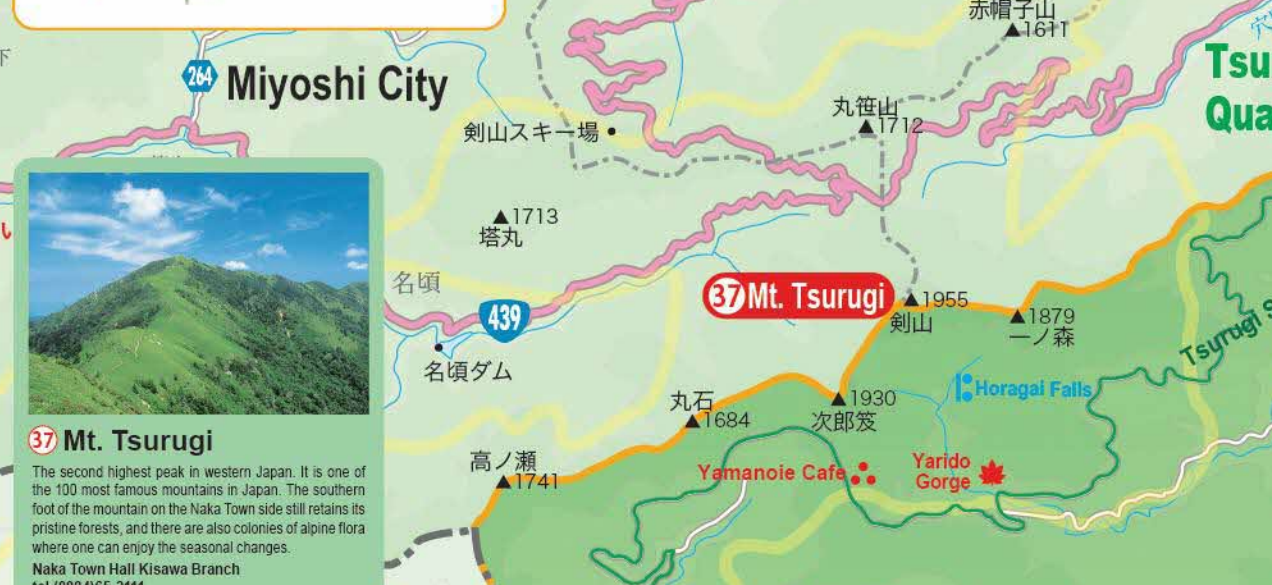 赤帽子山
▲1611
下
264 Miyoshi City
Tsu
Qua
丸笹山
▲1712
剣山スキー場
▲1713
塔丸
名頃
439
37 Mt. Tsurugi
▲1955
剣山
▲1879
一ノ森
名頃ダム
Tsurugi S
Horagai Falls
丸石
▲1684
▲1930
次郎笈
高ノ瀬
▲1741
Yamanoie Cafe
Yarido
Gorge
37 Mt. Tsurugi
The second highest peak in western Japan. It is one of
the 100 most famous mountains in Japan. The southern
foot of the mountain on the Naka Town side still retains its
pristine forests, and there are also colonies of alpine flora
where one can enjoy the seasonal changes.
Naka Town Hall Kisawa Branch